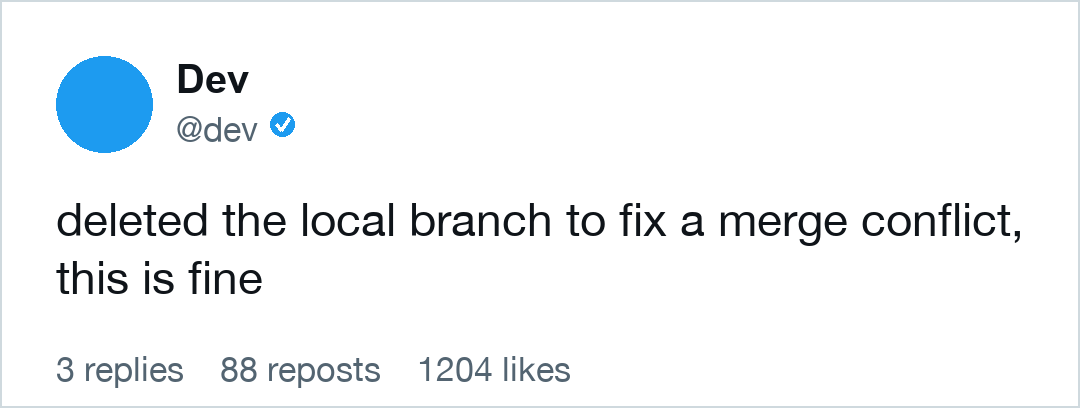 Dev
@dev
deleted the local branch to fix a merge conflict,
this is fine
3 replies 88 reposts 1204 likes